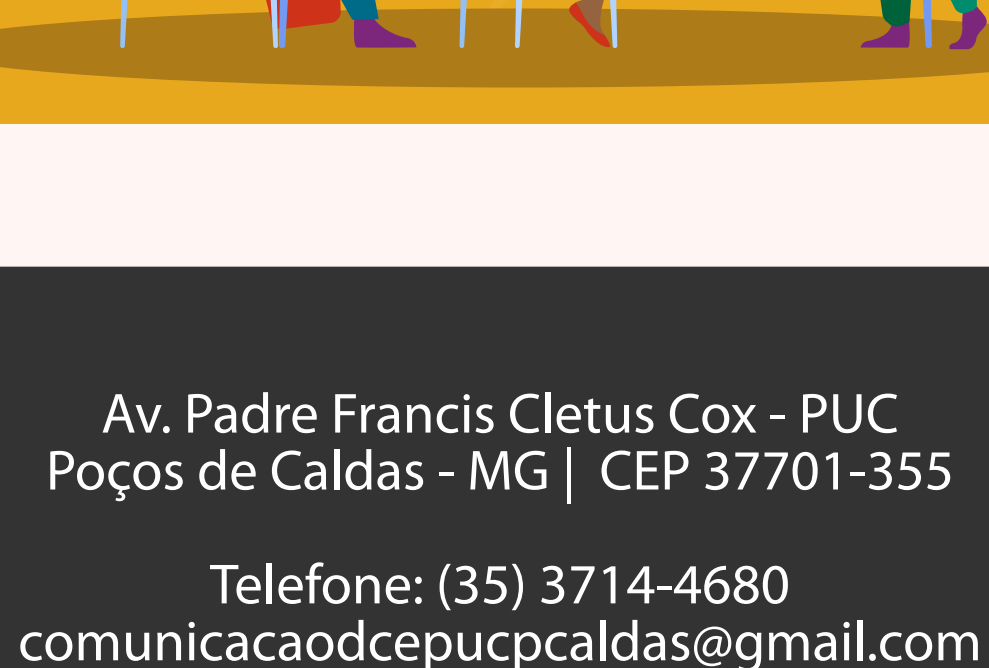 Av. Padre Francis Cletus Cox - PUC
Poços de Caldas - MG | CEP 37701-355
Telefone: (35) 3714-4680
comunicacaodcepucpcaldas@gmail.com